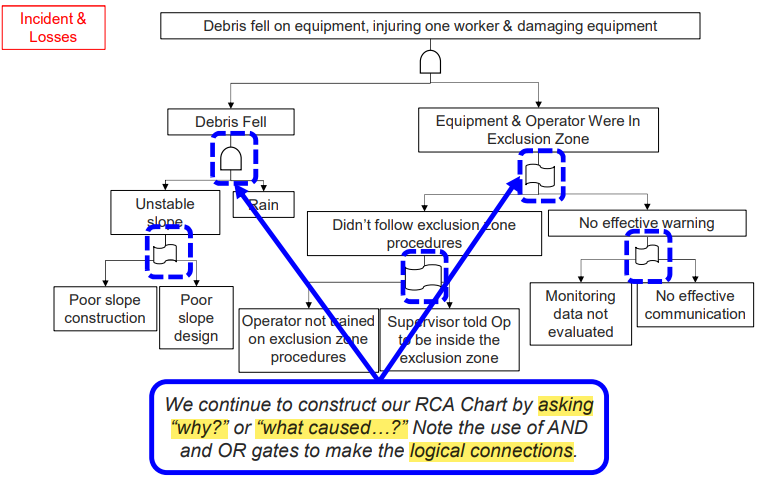 Incident &
Losses
Debris fell on equipment, injuring one worker & damaging equipment
Debris Fell
Equipment & Operator Were In
Exclusion Zone
Unstable
slope
Rain
Didn't follow exclusion zone
procedures
No effective warning
Poor slope
construction
Poor
slope
design
Operator not trained
on exclusion zone
procedures
Supervisor told Op
to be inside the
exclusion zone
Monitoring
data not
evaluated
No effective
communication
We continue to construct our RCA Chart by asking
“why?” or “what caused…?” Note the use of AND
and OR gates to make the logical connections.